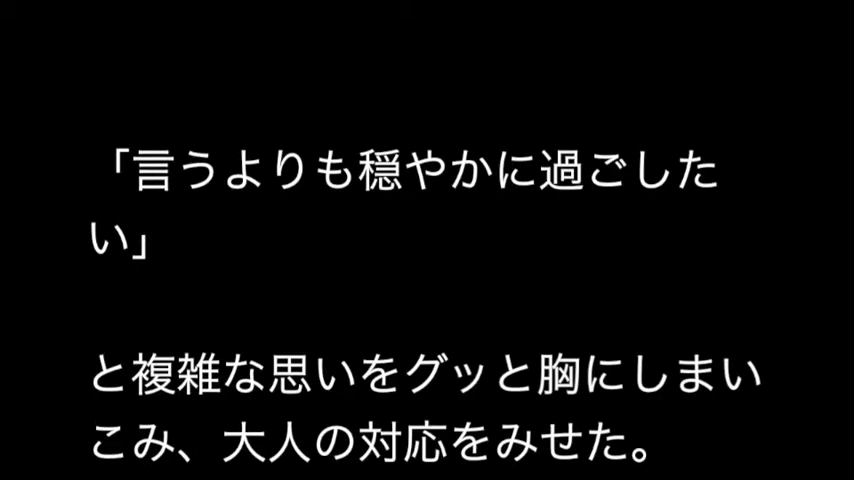 「言うよりも穏やかに過ごした
い」
と複雑な思いをグッと胸にしまい
こみ、大人の対応をみせた。